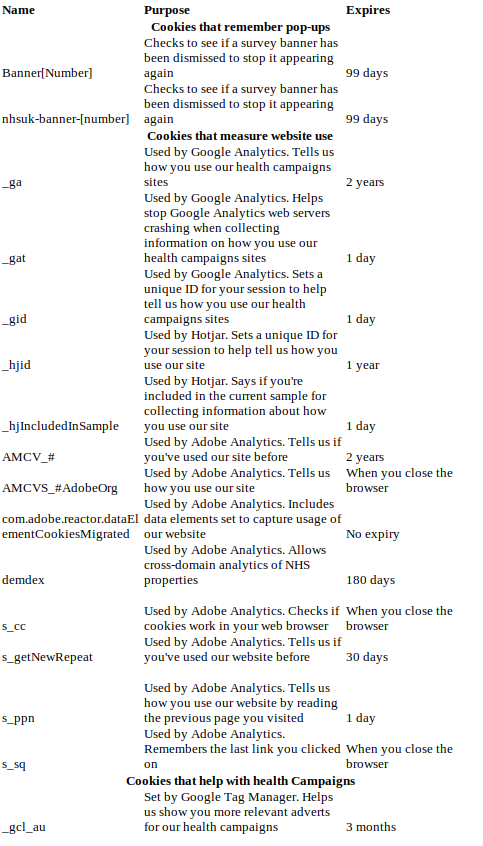 Name Purpose Expires
Cookies that remember pop-ups
Checks to see if a survey banner has
been dismissed to stop it appearing
Banner[Number] again 99 days
Checks to see if a survey banner has
been dismissed to stop it appearing
nhsuk-banner-[number] again 99 days
Cookies that measure website use
Used by Google Analytics. Tells us
how you use our health campaigns
_ga sites 2 years
Used by Google Analytics. Helps
stop Google Analytics web servers
crashing when collecting
information on how you use our
_gat health campaigns sites 1 day
Used by Google Analytics. Sets a
unique ID for your session to help
tell us how you use our health
_gid campaigns sites 1 day
Used by Hotjar. Sets a unique ID for
your session to help tell us how you
_hjid use our site 1 year
Used by Hotjar. Says if you're
included in the current sample for
collecting information about how
_hjIncludedInSample you use our site 1 day
Used by Adobe Analytics. Tells us if
AMCV_# you've used our site before 2 years
Used by Adobe Analytics. Tells us When you close the
AMCVS_#AdobeOrg how you use our site browser
Used by Adobe Analytics. Includes
com.adobe.reactor.dataEl data elements set to capture usage of
ementCookiesMigrated our website No expiry
Used by Adobe Analytics. Allows
cross-domain analytics of NHS
demdex properties 180 days
Used by Adobe Analytics. Checks if When you close the
s_cc cookies work in your web browser browser
Used by Adobe Analytics. Tells us if
s_getNewRepeat you've used our website before 30 days
Used by Adobe Analytics. Tells us
how you use our website by reading
s_ppn the previous page you visited 1 day
Used by Adobe Analytics.
Remembers the last link you clicked When you close the
s_sq on browser
Cookies that help with health Campaigns
Set by Google Tag Manager. Helps
us show you more relevant adverts
_gcl_au for our health campaigns 3 months